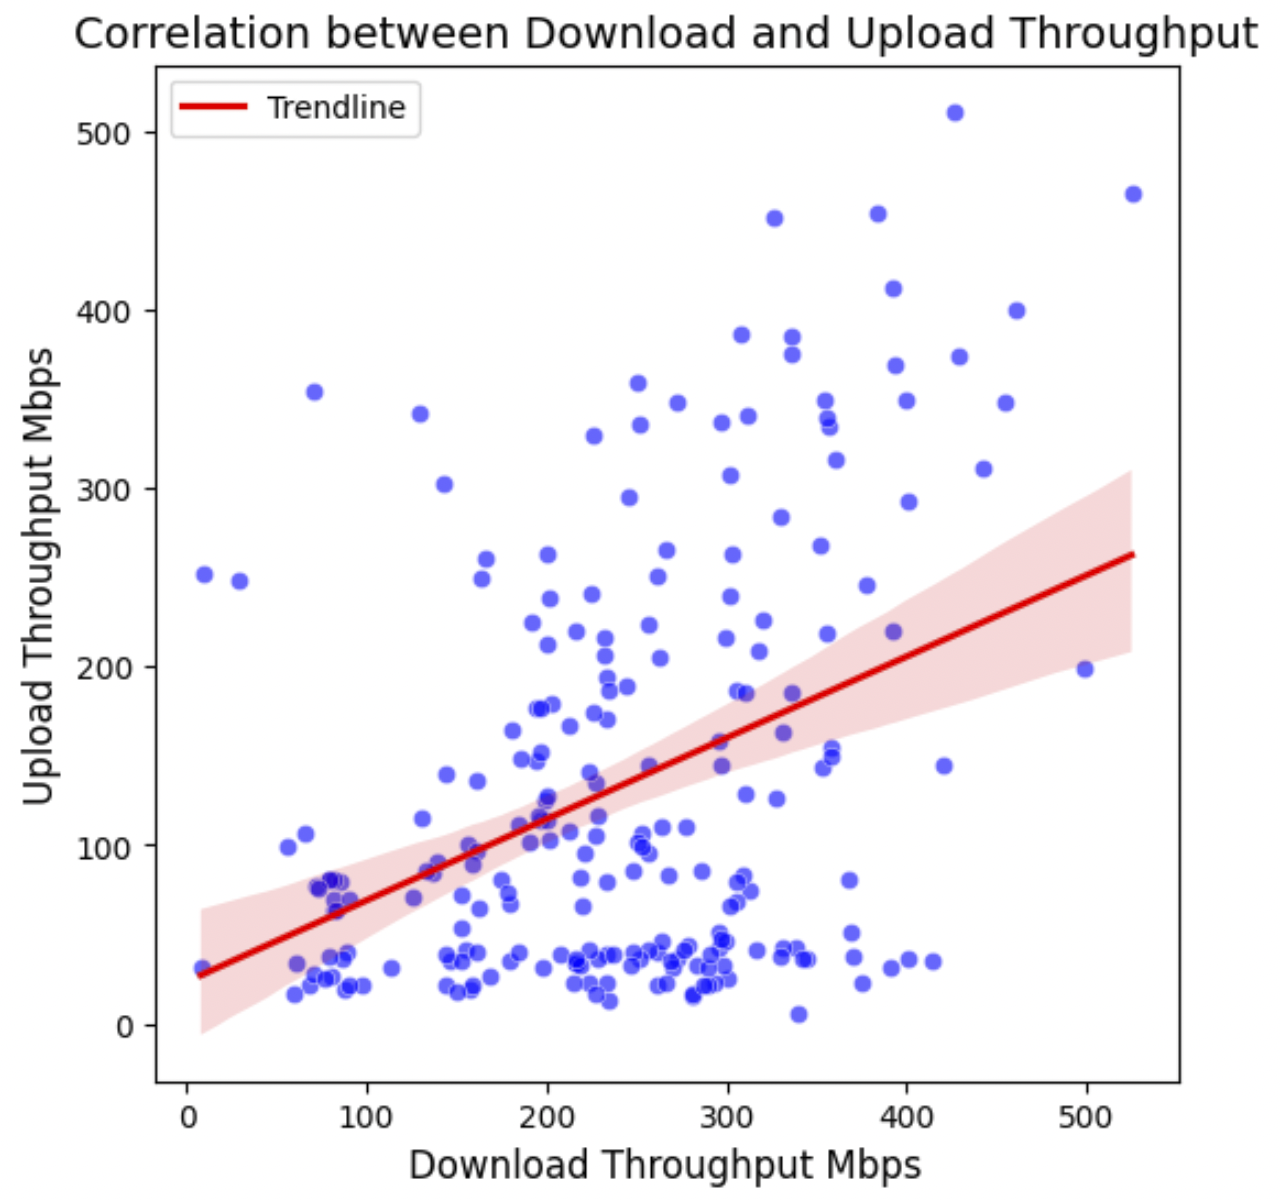 Correlation between Download and Upload Throughput
Trendline
Upload Throughput Mbps
500
400
300
200
100
0
0 100 200 300 400 500
Download Throughput Mbps